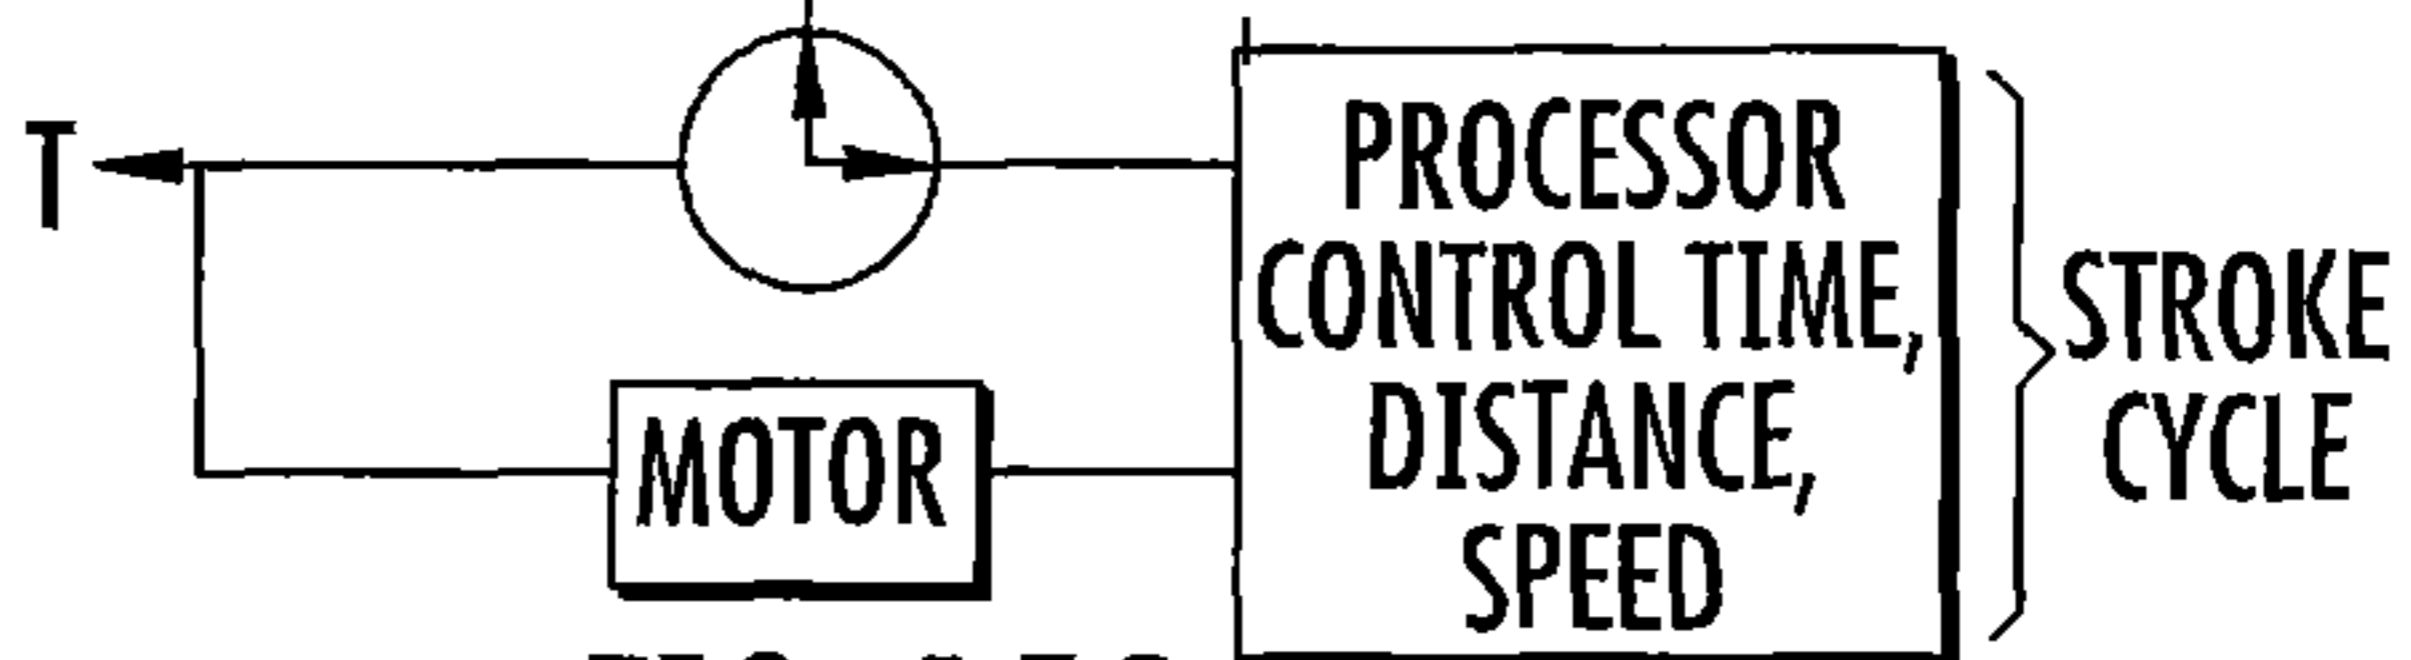 T
PROCESSOR
CONTROL TIME,
DISTANCE,
SPEED
MOTOR
STROKE
CYCLE